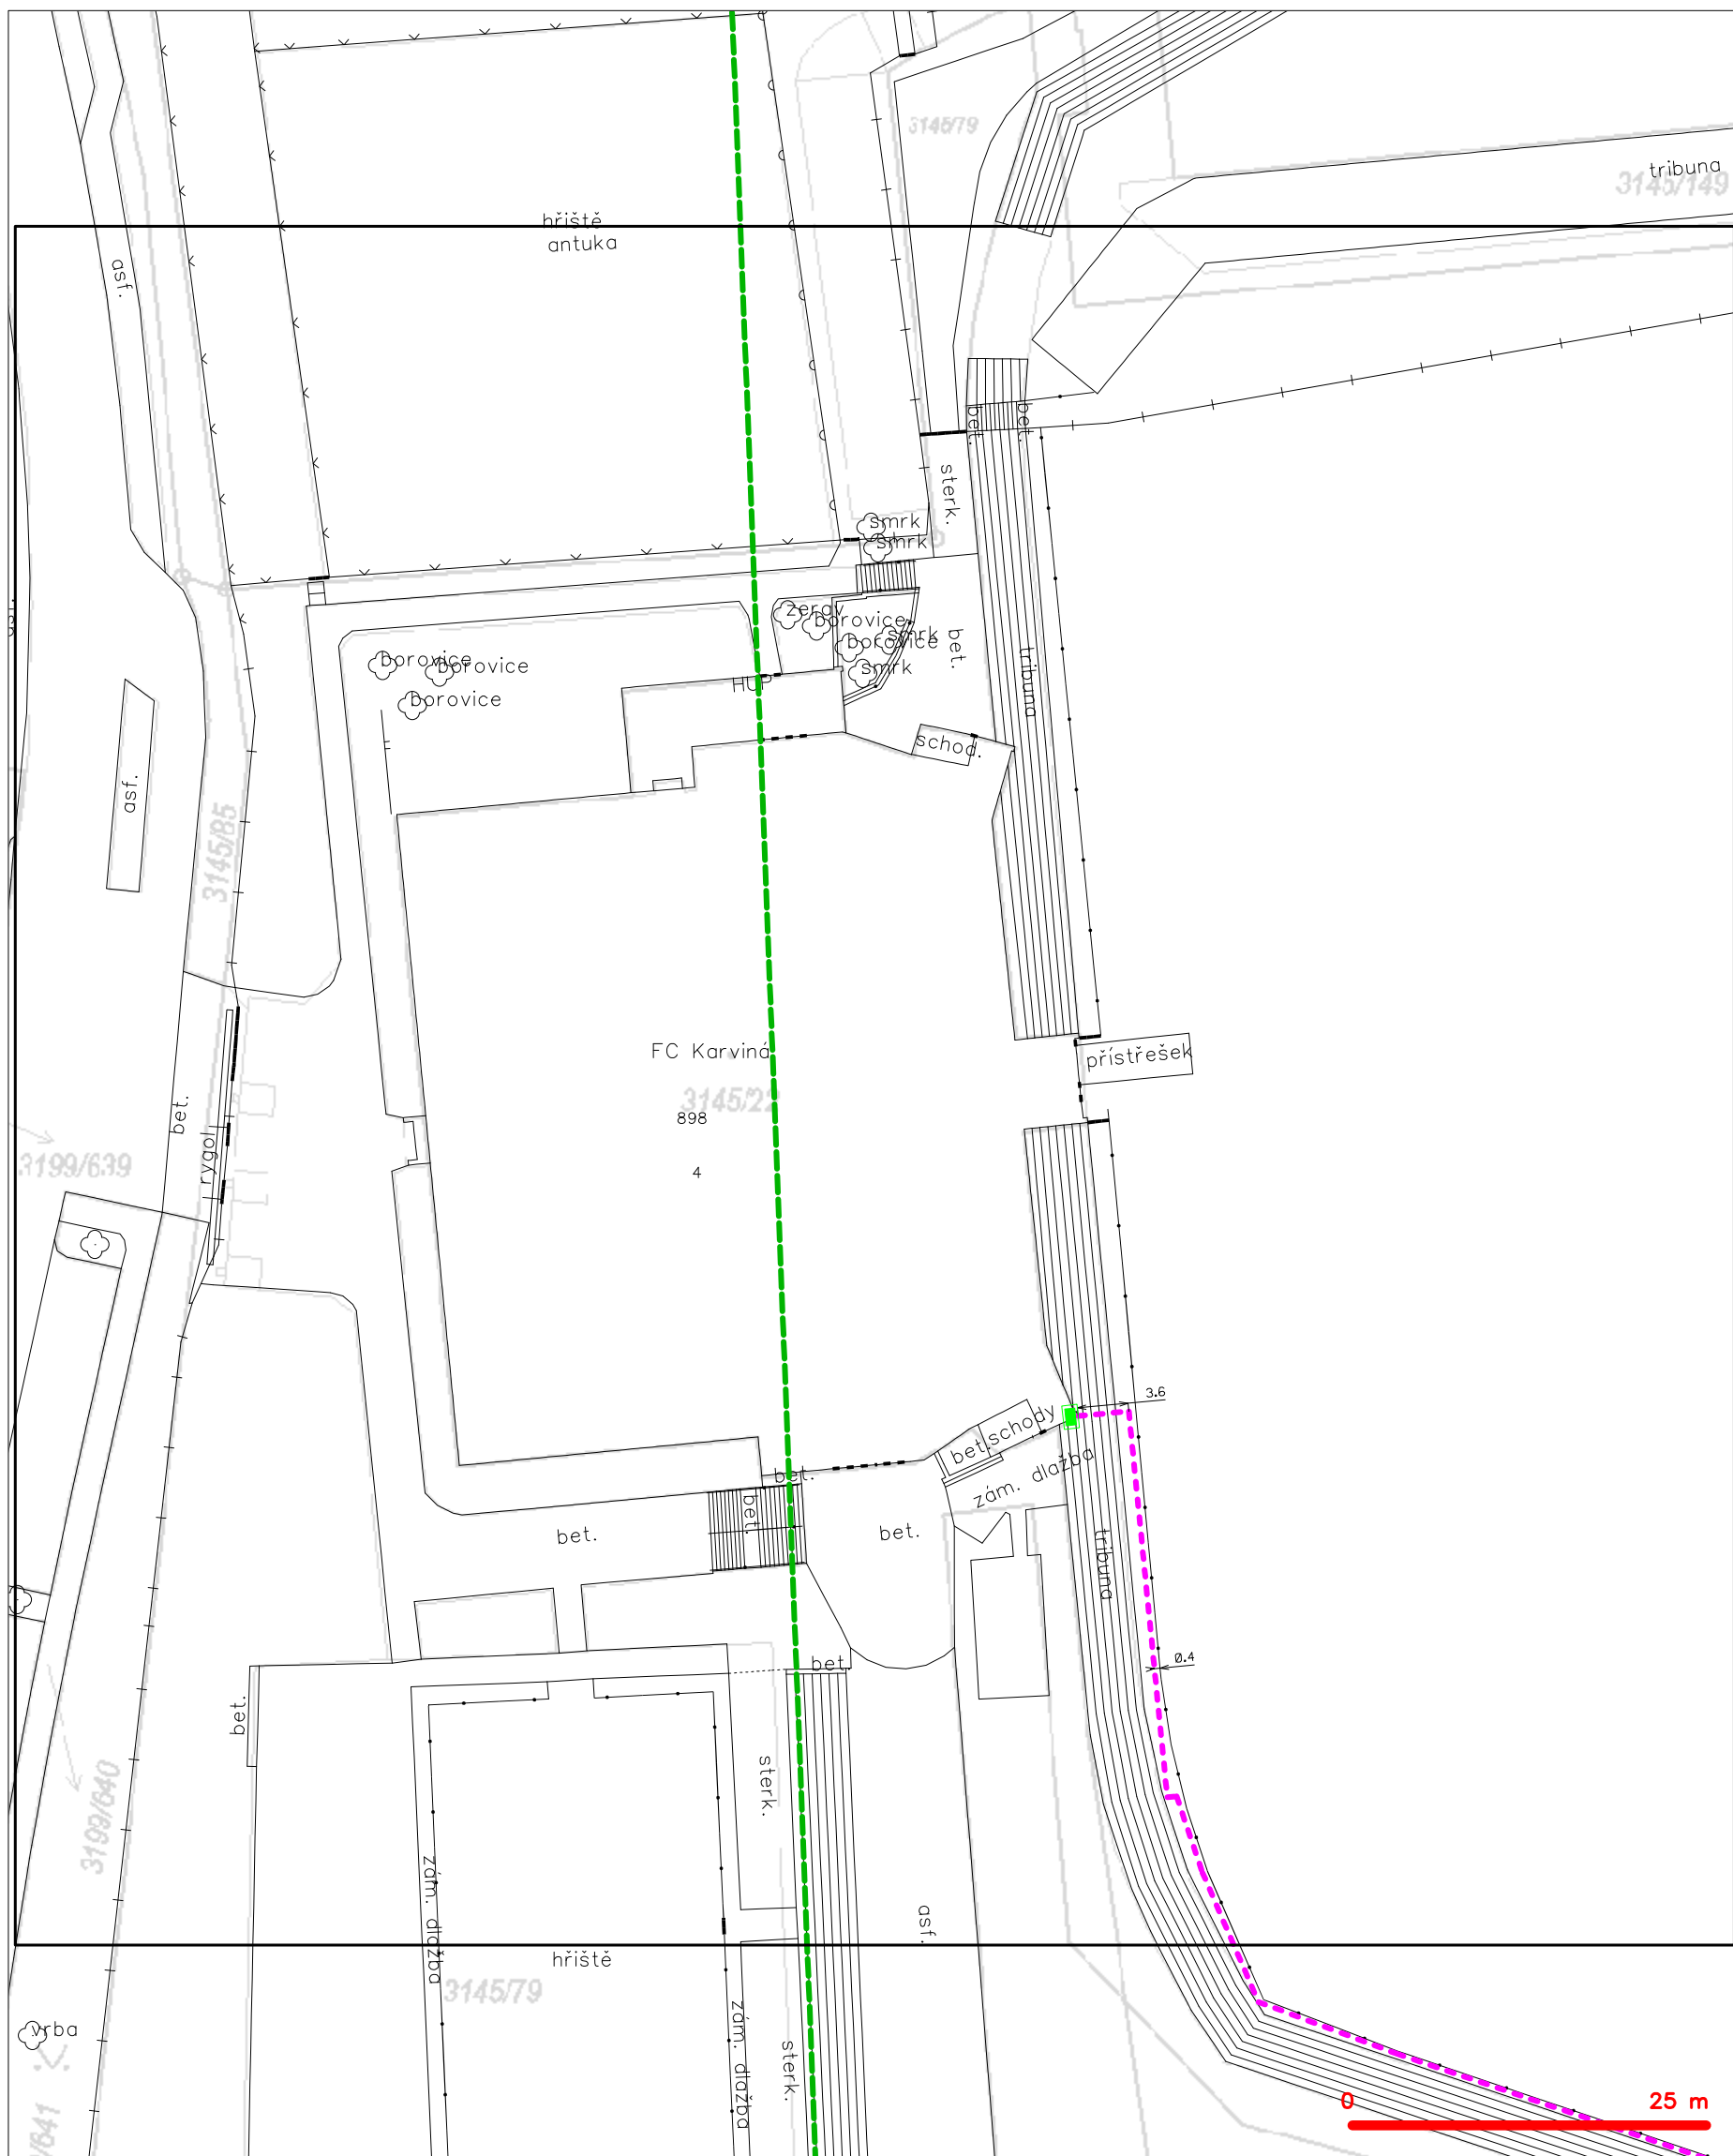 3145/79
tribuna
3145/149
hřiště
antuka
asf.
bet.
bet.
sterk.
smrk
smrk
zerav
borovice
smrk
borovice
bet.
smrk
borovice
borovice
borovice
HUP
tribuna
schod.
asf.
3145/85
FC Karviná
přístřešek
3145/22
898
bet.
rygol
3199/639
4
3.6
schody
bet.
zám. dlažba
bet.
bet.
bet.
bet.
tribuna
0.4
bet.
bet.
sterk.
3199/640
zám. dlažba
asf.
hřiště
3145/79
vrba
zám. dlažba
sterk.
0
25 m
/641